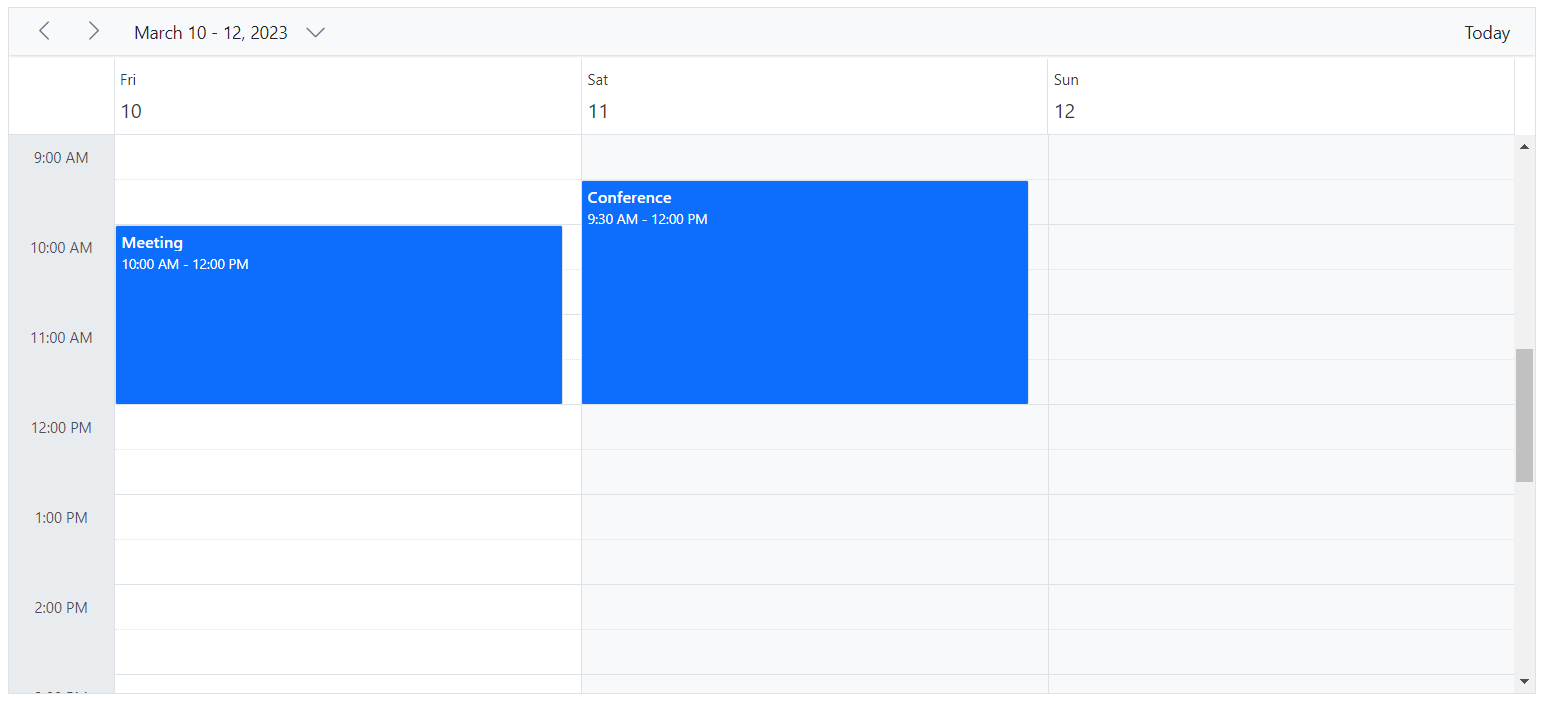 March 10 - 12, 2023
Today
Fri
Sat
Sun
10
11
12
9:00 AM
Conference
9:30 AM - 12:00 PM
10:00 AM
Meeting
10:00 AM - 12:00 PM
11:00 AM
12:00 PM
1:00 PM
2:00 PM